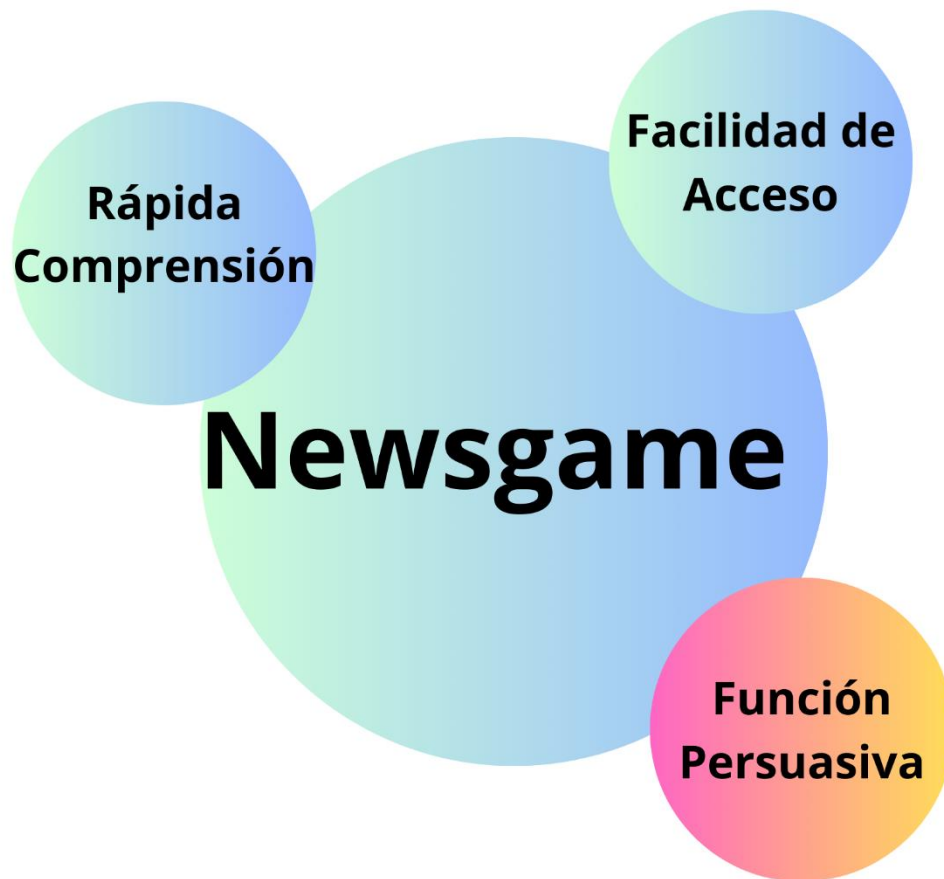 Facilidad de
Acceso
Rápida
Comprensión
Newsgame
Función
Persuasiva